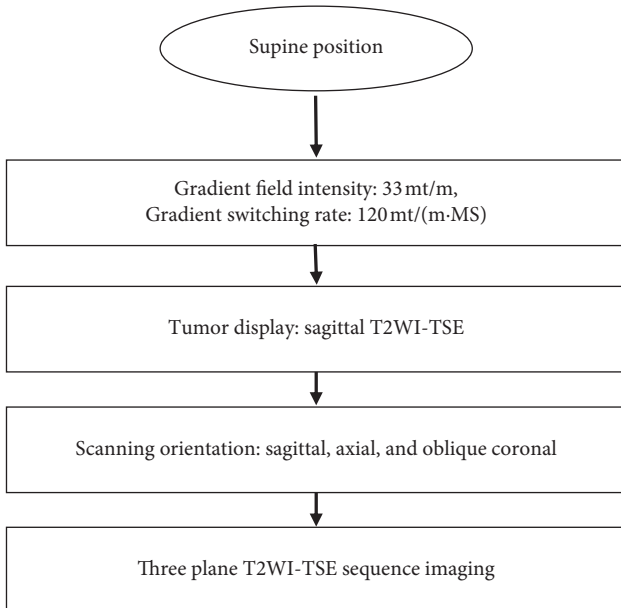 Supine position
Gradient field intensity: 33 mt/m,
Gradient switching rate: 120 mt/(m·MS)
Tumor display: sagittal T2WI-TSE
Scanning orientation: sagittal, axial, and oblique coronal
Three plane T2WI-TSE sequence imaging